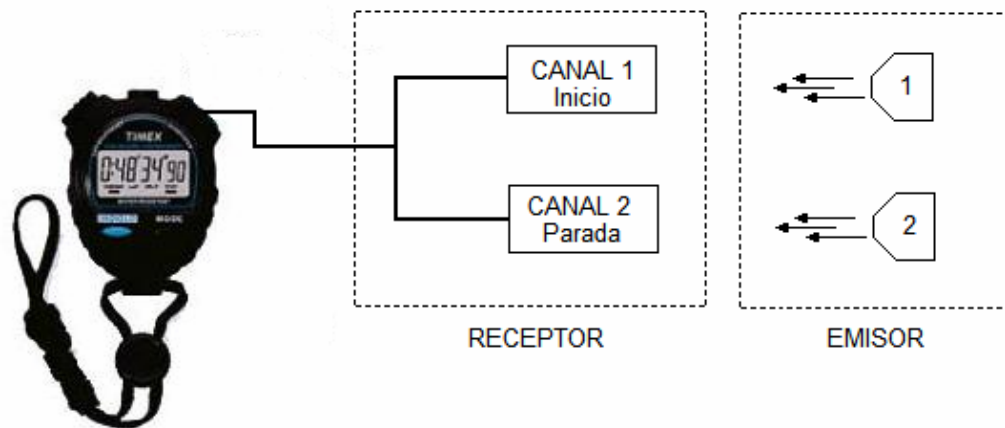 CANAL 1
Inicio
1
TIMEX
0:48'34"90
MODE
CANAL 2
Parada
2
RECEPTOR
EMISOR